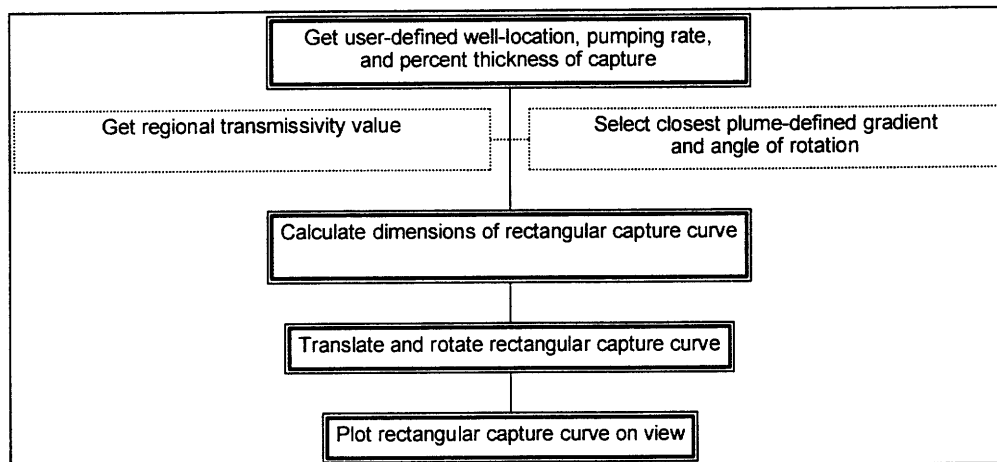 Get user-defined well-location, pumping rate,
and percent thickness of capture
Get regional transmissivity value
Select closest plume-defined gradient
and angle of rotation
Calculate dimensions of rectangular capture curve
Translate and rotate rectangular capture curve
Plot rectangular capture curve on view